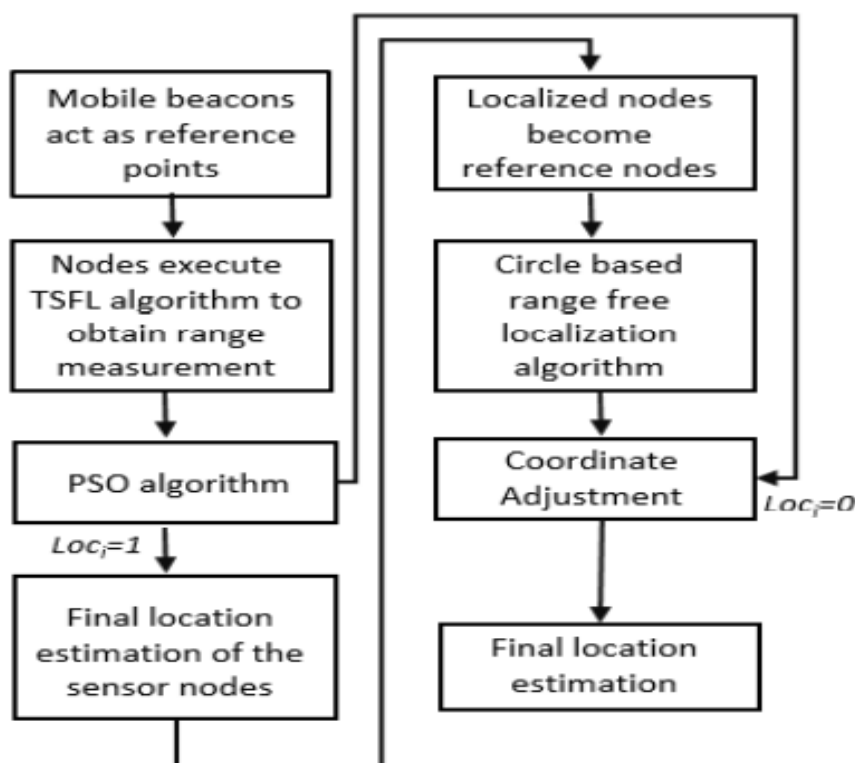 Mobile beacons
act as reference
points
Nodes execute
TSFL algorithm to
obtain range
measurement
PSO algorithm
Loci=1
Final location
estimation of the
sensor nodes
Localized nodes
become
reference nodes
Circle based
range free
localization
algorithm
Coordinate
Adjustment
Loci=0
Final location
estimation